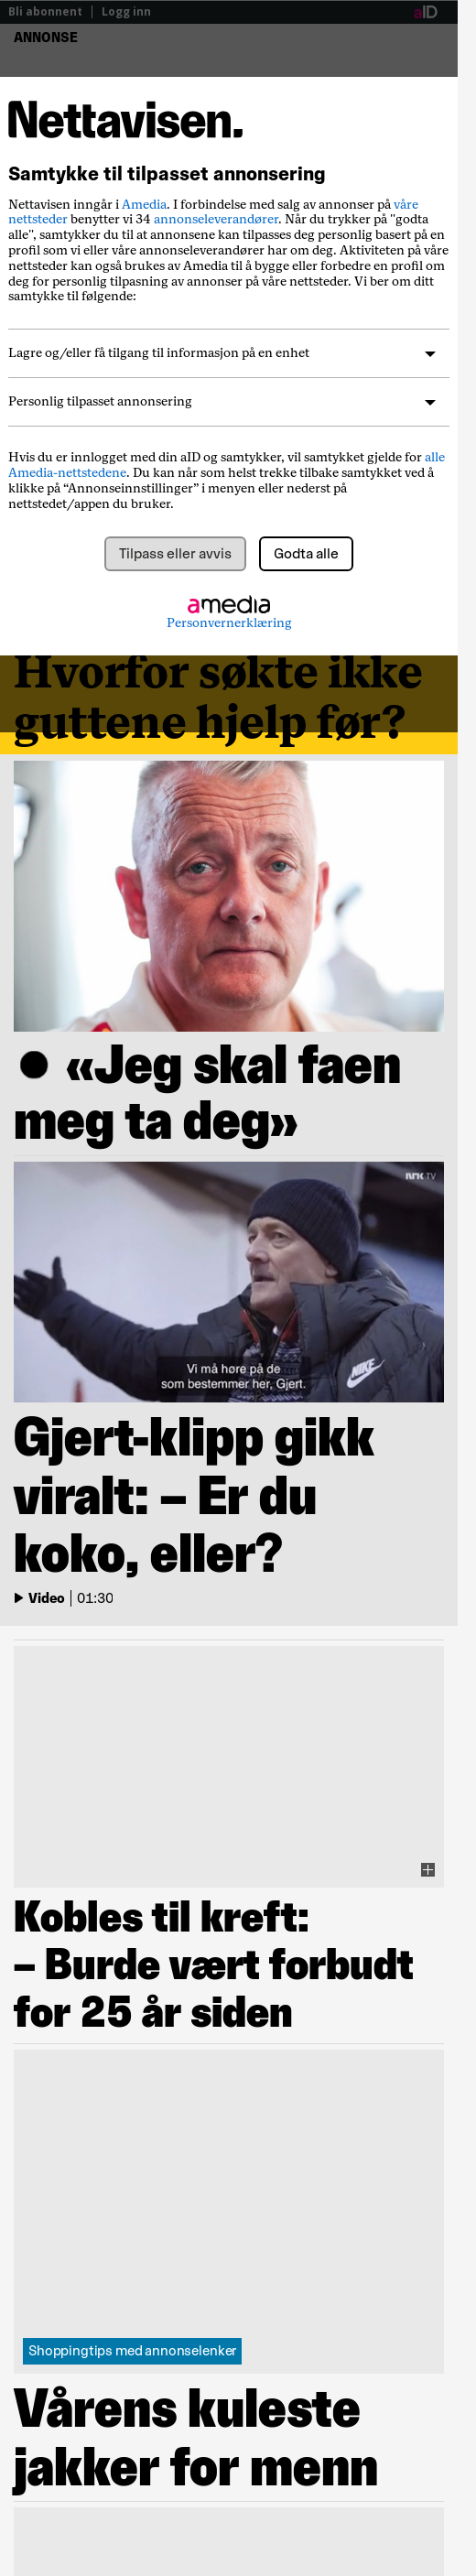 Bli abonnent | Logg inn aID
ANNONSE
Nettavisen.
Samtykke til tilpasset annonsering
Nettavisen inngår i Amedia. I forbindelse med salg av annonser på våre
nettsteder benytter vi 34 annonseleverandører. Når du trykker på "godta
alle", samtykker du til at annonsene kan tilpasses deg personlig basert på en
profil som vi eller våre annonseleverandører har om deg. Aktiviteten på våre
nettsteder kan også brukes av Amedia til å bygge eller forbedre en profil om
deg for personlig tilpasning av annonser på våre nettsteder. Vi ber om ditt
samtykke til følgende:
Lagre og/eller få tilgang til informasjon på en enhet
Personlig tilpasset annonsering
Hvis du er innlogget med din aID og samtykker, vil samtykket gjelde for alle
Amedia-nettstedene. Du kan når som helst trekke tilbake samtykket ved å
klikke på “Annonseinnstillinger” i menyen eller nederst på
nettstedet/appen du bruker.
Tilpass eller avvis
Godta alle
amedia
Personvernerklæring
Hvorfor søkte ikke
guttene hjelp før?
● «Jeg skal faen
meg ta deg»
NRK TV
Vi må høre på de
som bestemmer her, Gjert.
NIKE
Gjert-klipp gikk
viralt: – Er du
koko, eller?
Video | 01:30
Kobles til kreft:
– Burde vært forbudt
for 25 år siden
Shoppingtips med annonselenker
Vårens kuleste
jakker for menn